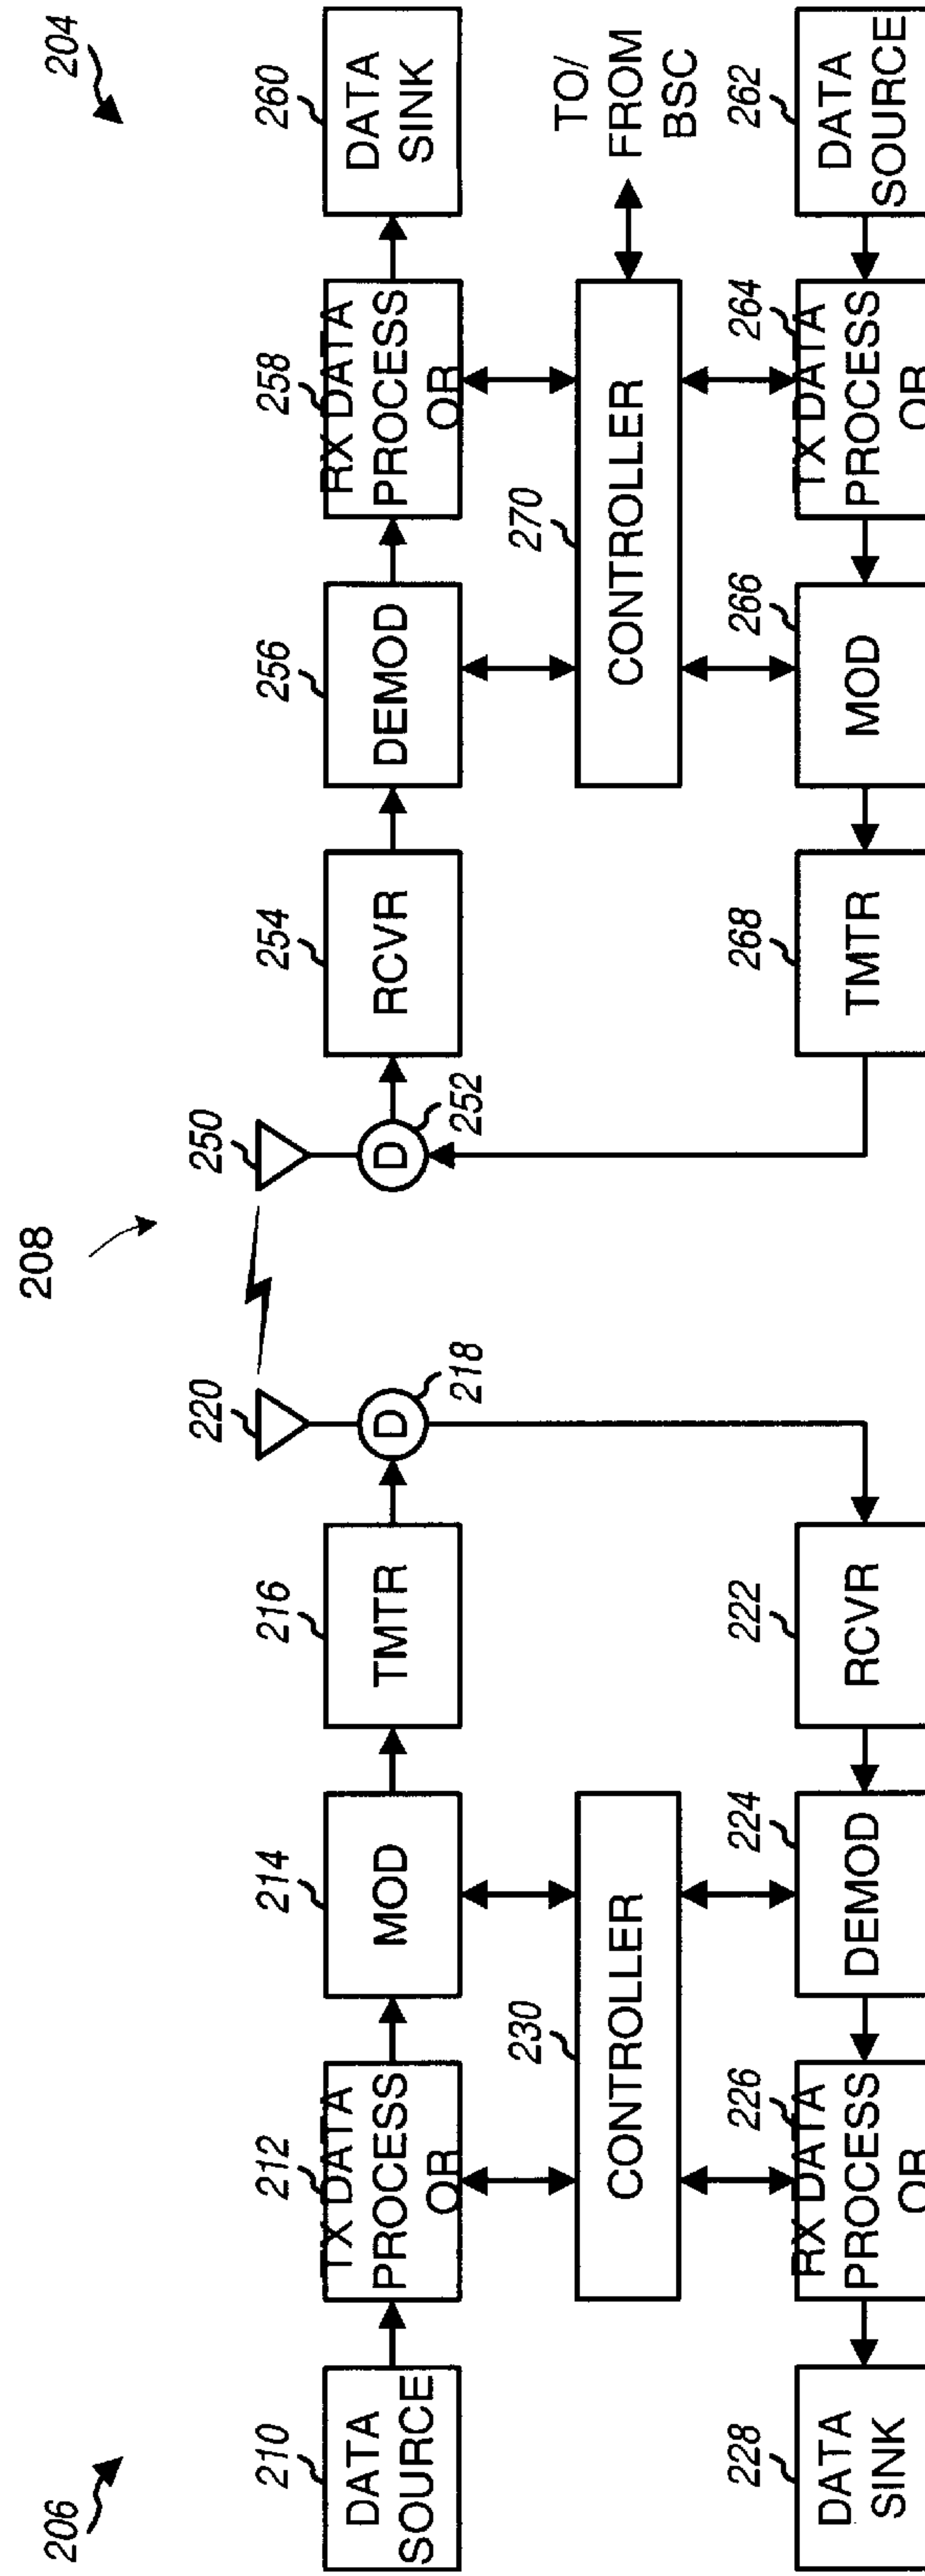 206
208
204
210
DATA
SOURCE
212
TX DATA
PROCESS
OR
214
MOD
216
TMTR
220
D
218
250
D
252
254
RCVR
256
DEMOD
258
RX DATA
PROCESS
OR
260
DATA
SINK
230
CONTROLLER
270
CONTROLLER
TO/
FROM
BSC
228
DATA
SINK
226
RX DATA
PROCESS
OR
224
DEMOD
222
RCVR
268
TMTR
266
MOD
264
TX DATA
PROCESS
OR
262
DATA
SOURCE